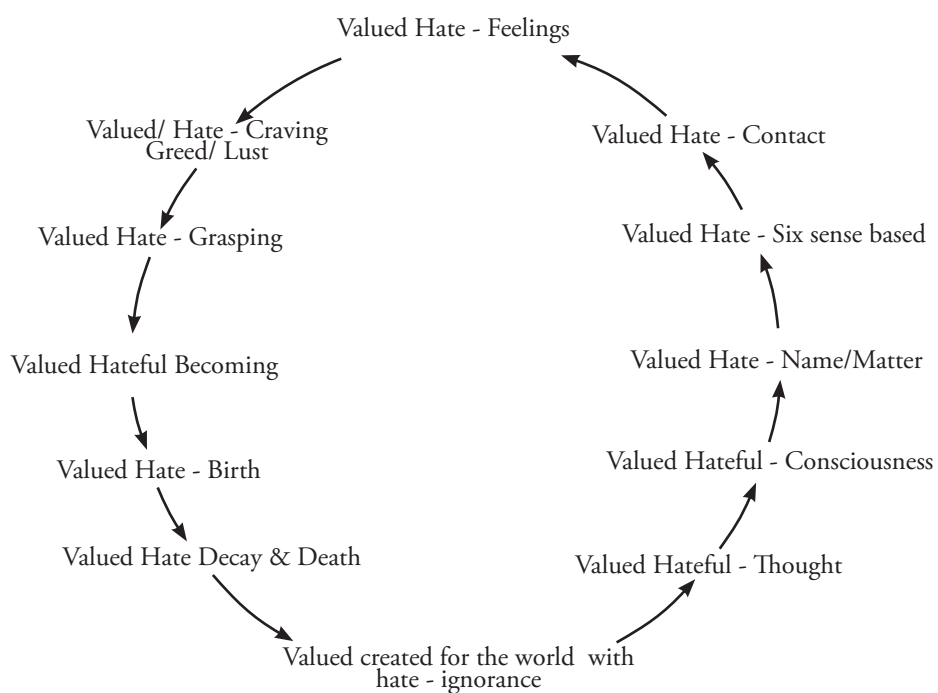 Valued Hate - Feelings
Valued/ Hate - Craving
Greed/ Lust
Valued Hate - Contact
Valued Hate - Grasping
Valued Hate - Six sense based
Valued Hateful Becoming
Valued Hate - Name/Matter
Valued Hate - Birth
Valued Hateful - Consciousness
Valued Hate Decay & Death
Valued Hateful - Thought
Valued created for the world with
hate - ignorance